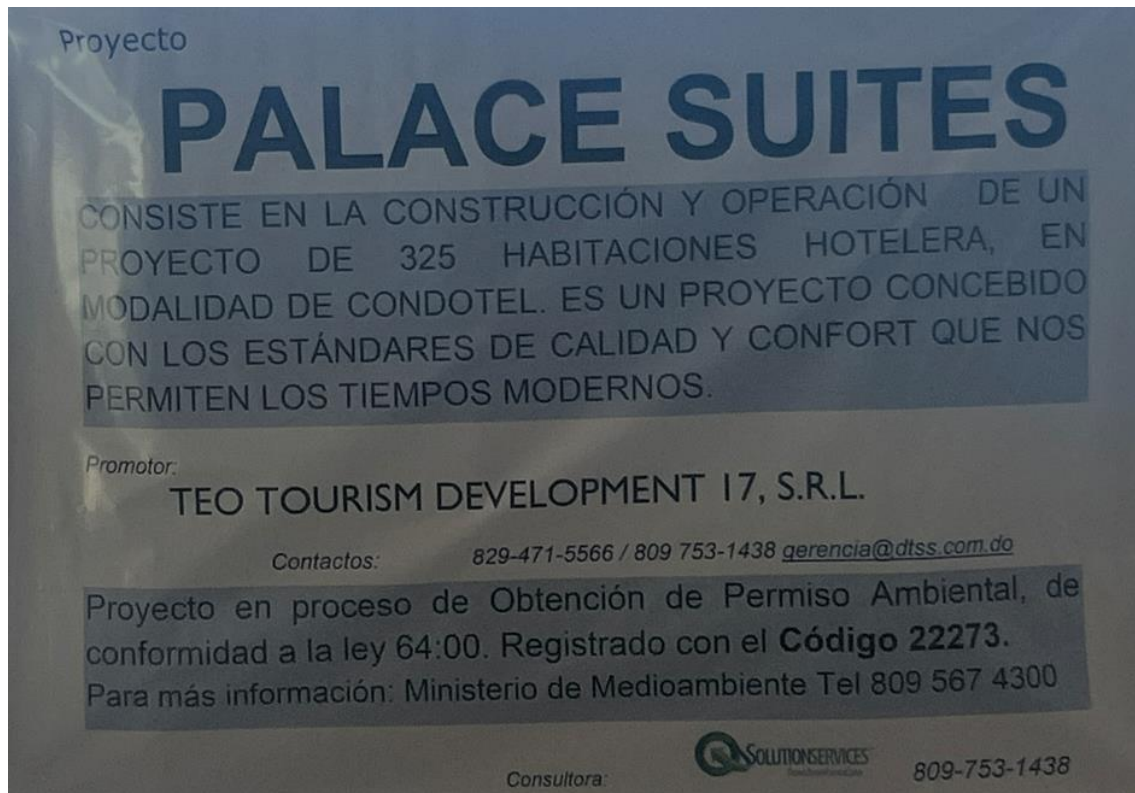 Proyecto
PALACE SUITES
CONSISTE EN LA CONSTRUCCIÓN Y OPERACIÓN DE UN
PROYECTO DE 325 HABITACIONES HOTELERA, EN
MODALIDAD DE CONDOTEL. ES UN PROYECTO CONCEBIDO
CON LOS ESTÁNDARES DE CALIDAD Y CONFORT QUE NOS
PERMITEN LOS TIEMPOS MODERNOS.
Promotor:
TEO TOURISM DEVELOPMENT 17, S.R.L.
Contactos: 829-471-5566 / 809 753-1438 gerencia@dtss.com.do
Proyecto en proceso de Obtención de Permiso Ambiental, de
conformidad a la ley 64:00. Registrado con el Código 22273.
Para más información: Ministerio de Medioambiente Tel 809 567 4300
Consultora: SOLUTIONSERVICES 809-753-1438